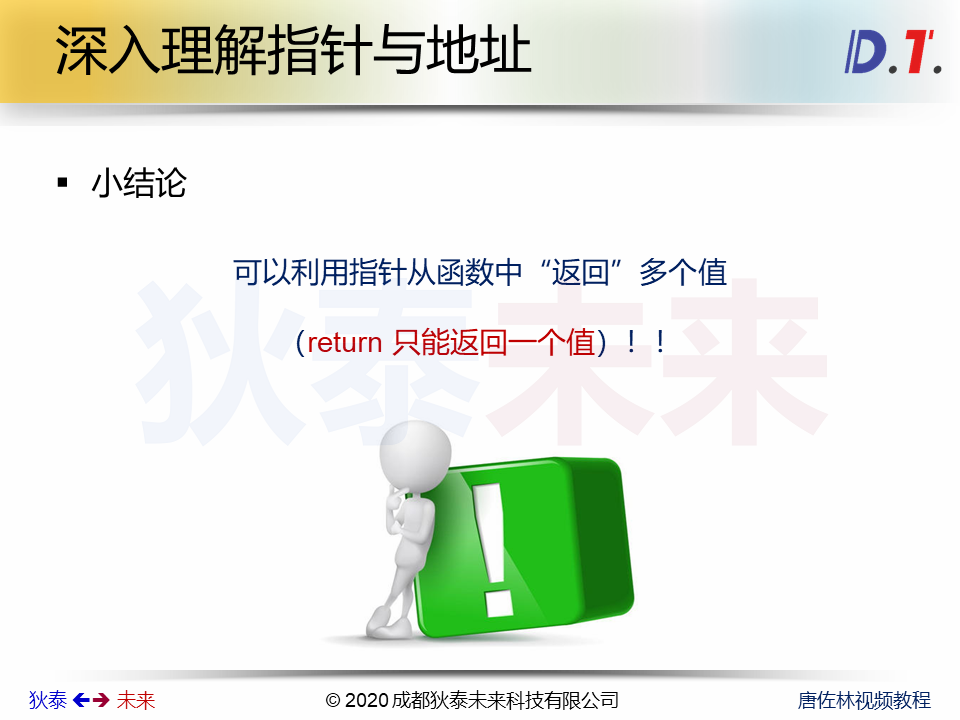 深入理解指针与地址
D.T.
▪ 小结论
可以利用指针从函数中“返回”多个值
（return 只能返回一个值）！！
狄泰未来
!
狄泰 🡸🡺 未来
© 2020 成都狄泰未来科技有限公司
唐佐林视频教程